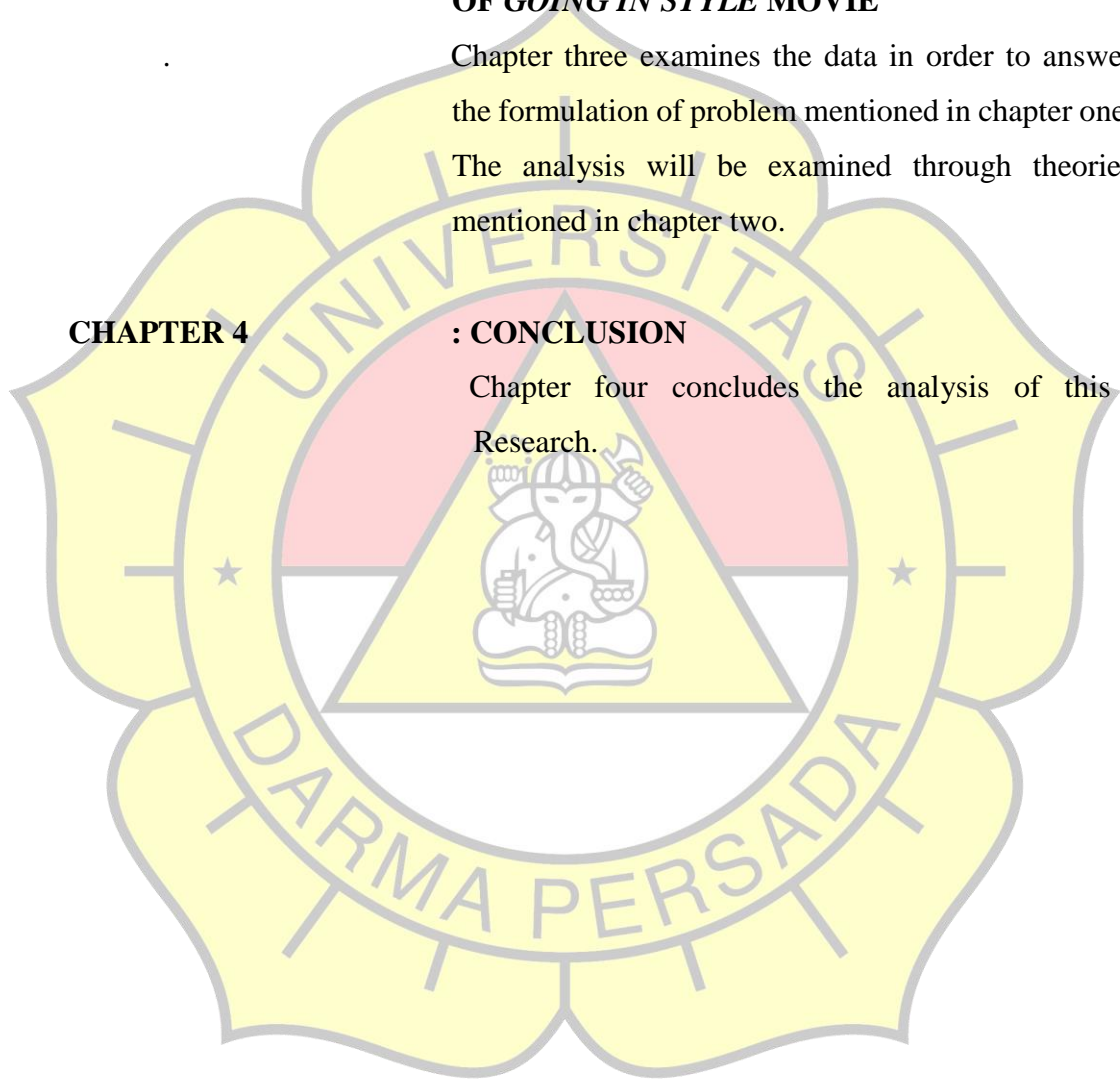 OF GOING IN STYLE MOVIE
.
Chapter three examines the data in order to answe
the formulation of problem mentioned in chapter one
The analysis will be examined through theorie
mentioned in chapter two.
CHAPTER 4 : CONCLUSION
Chapter four concludes the analysis of this
Research.
UNIVERSITAS
DARMA PERSADA